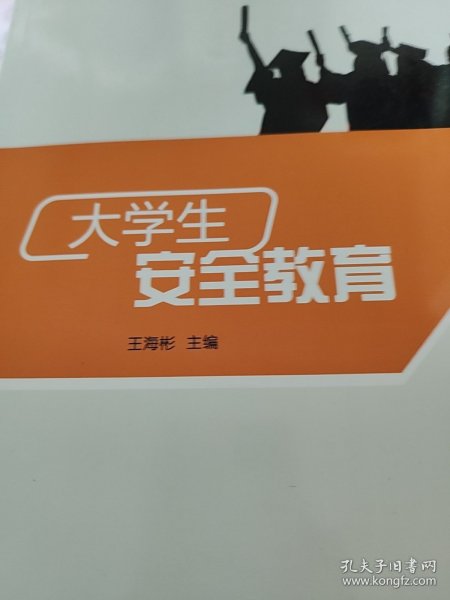 大学生
安全教育
王海彬 主编
孔夫子旧书网
www.kongfz.com